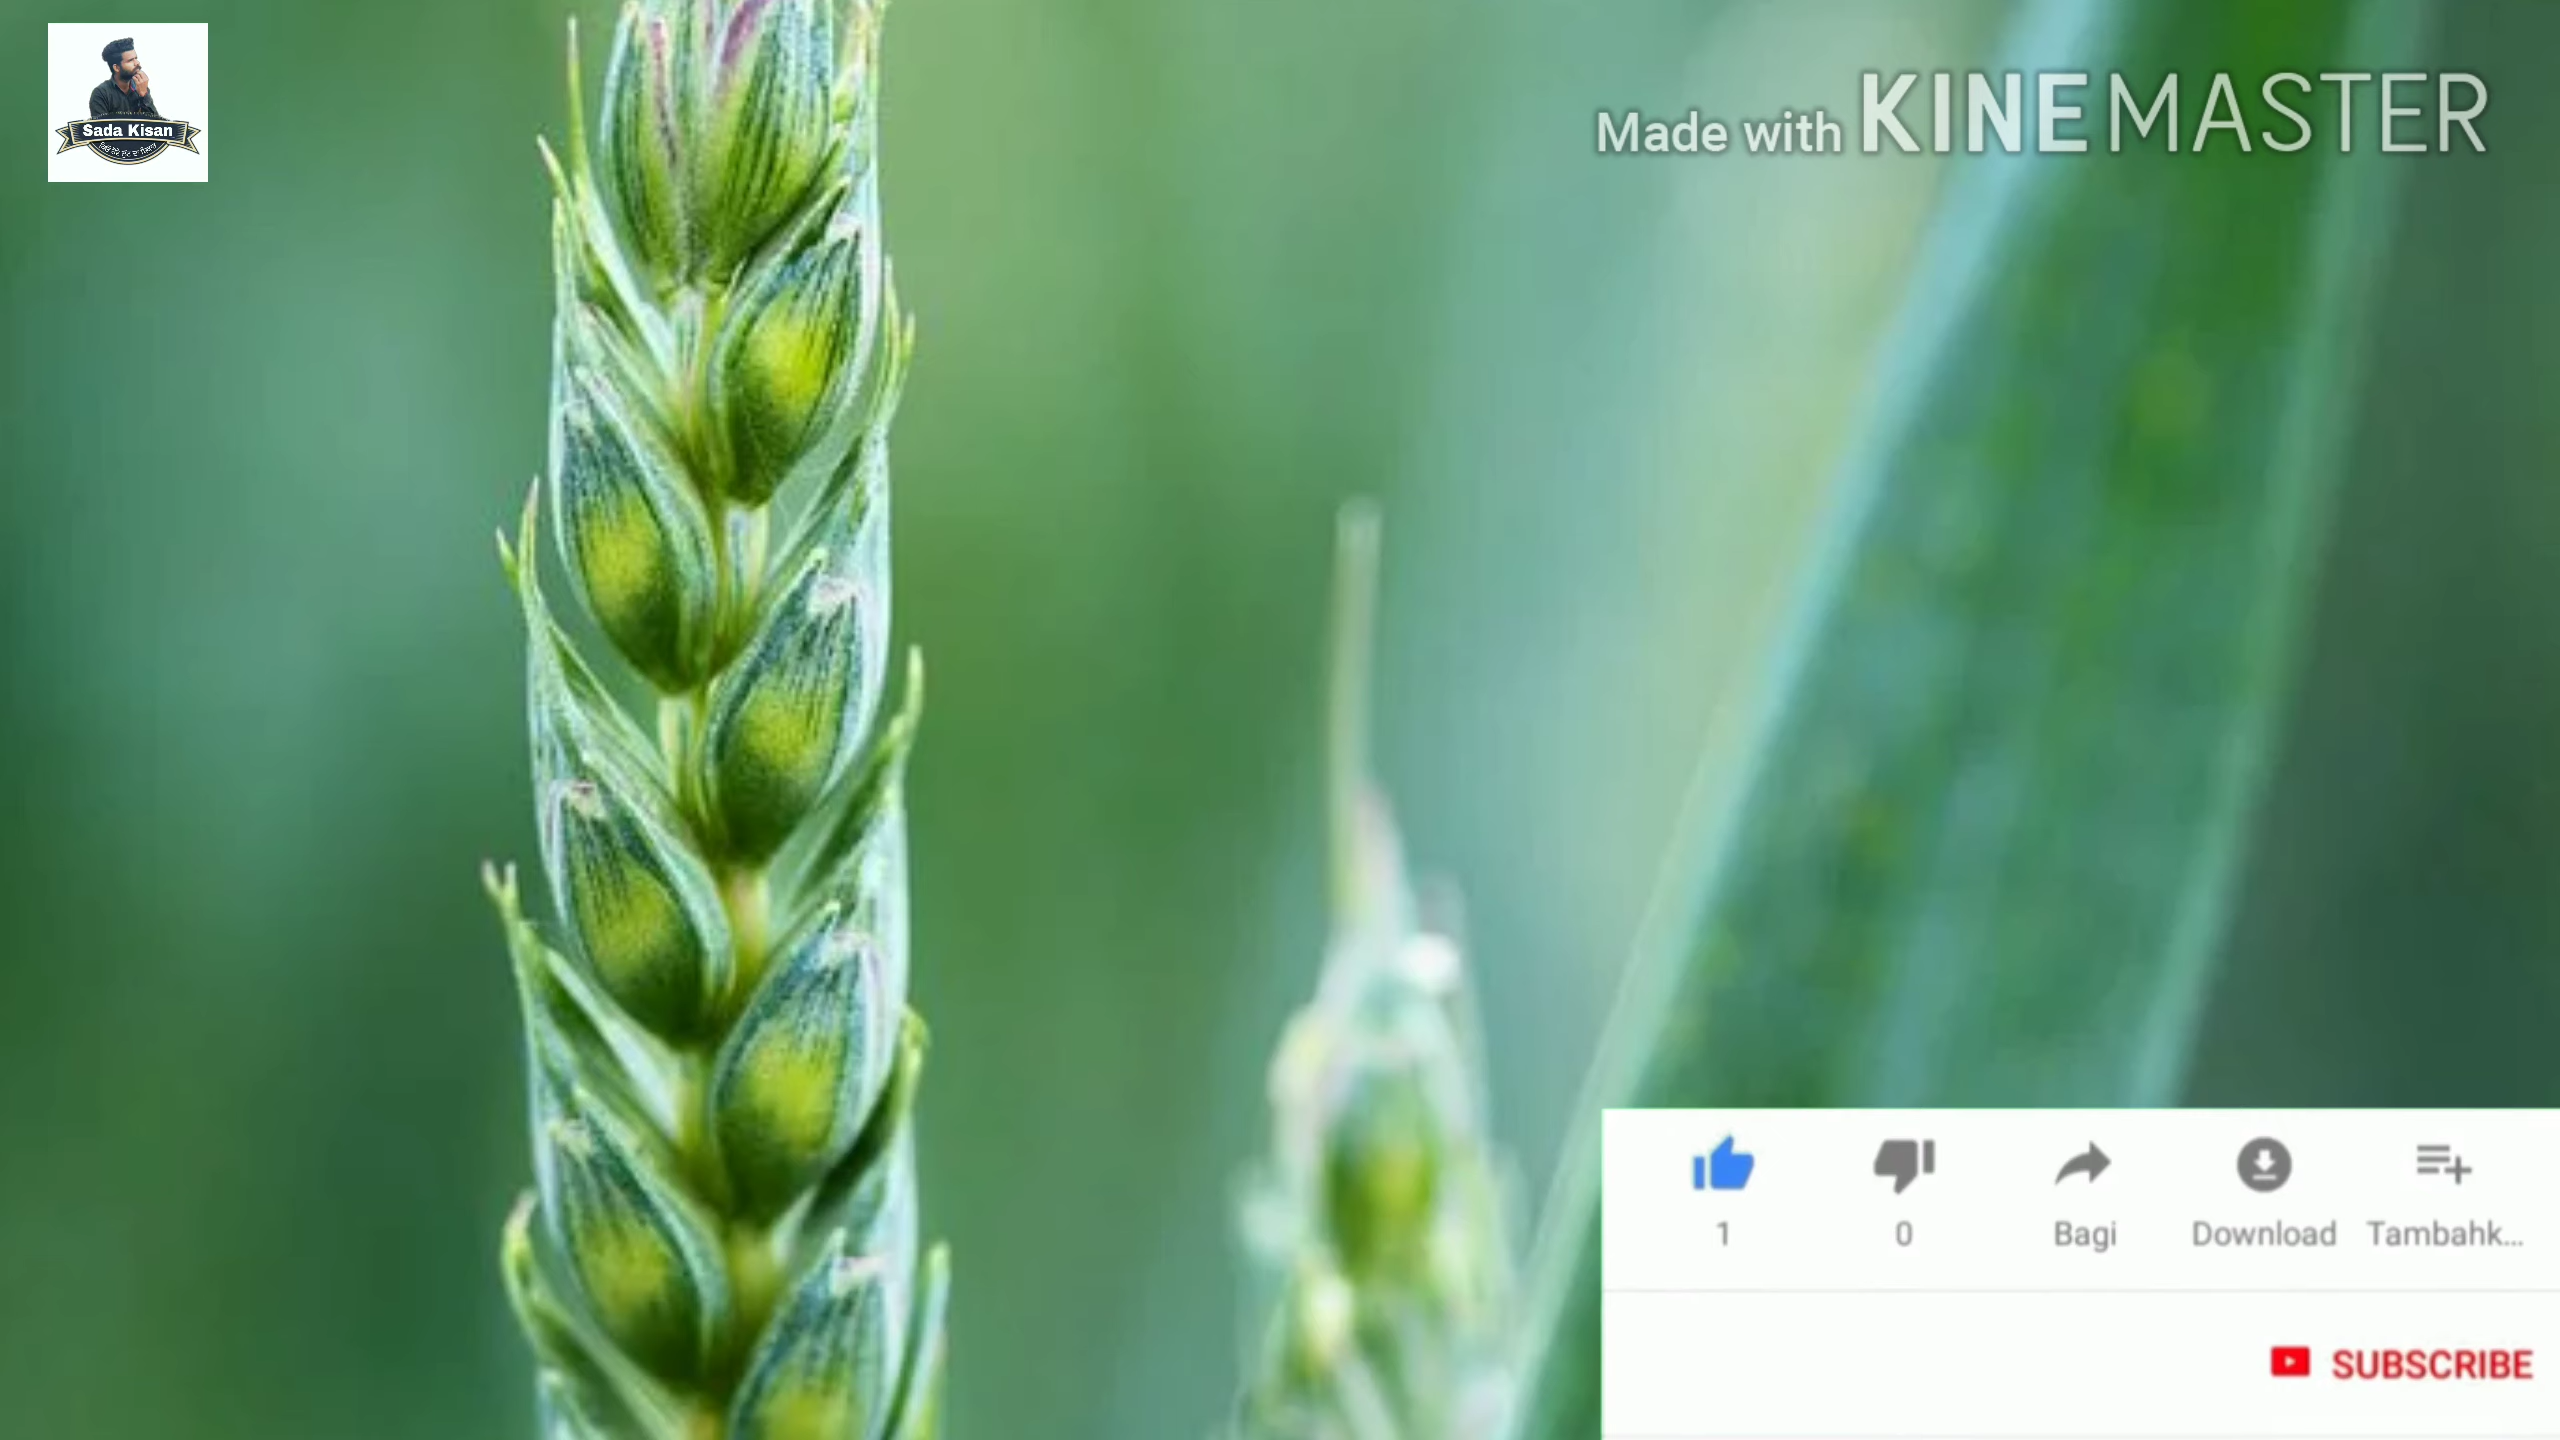 Sada Kisan
Made with KINEMASTER
1
0
Bagi
Download
Tambahk...
SUBSCRIBE